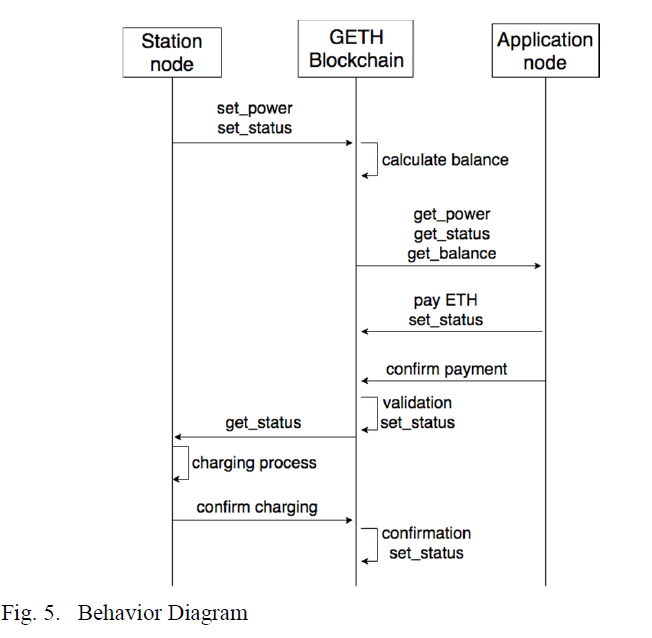 Station
node
GETH
Blockchain
Application
node
set_power
set_status
calculate balance
get_power
get_status
get_balance
pay ETH
set_status
confirm payment
validation
set_status
get_status
charging process
confirm charging
confirmation
set_status
Fig. 5. Behavior Diagram